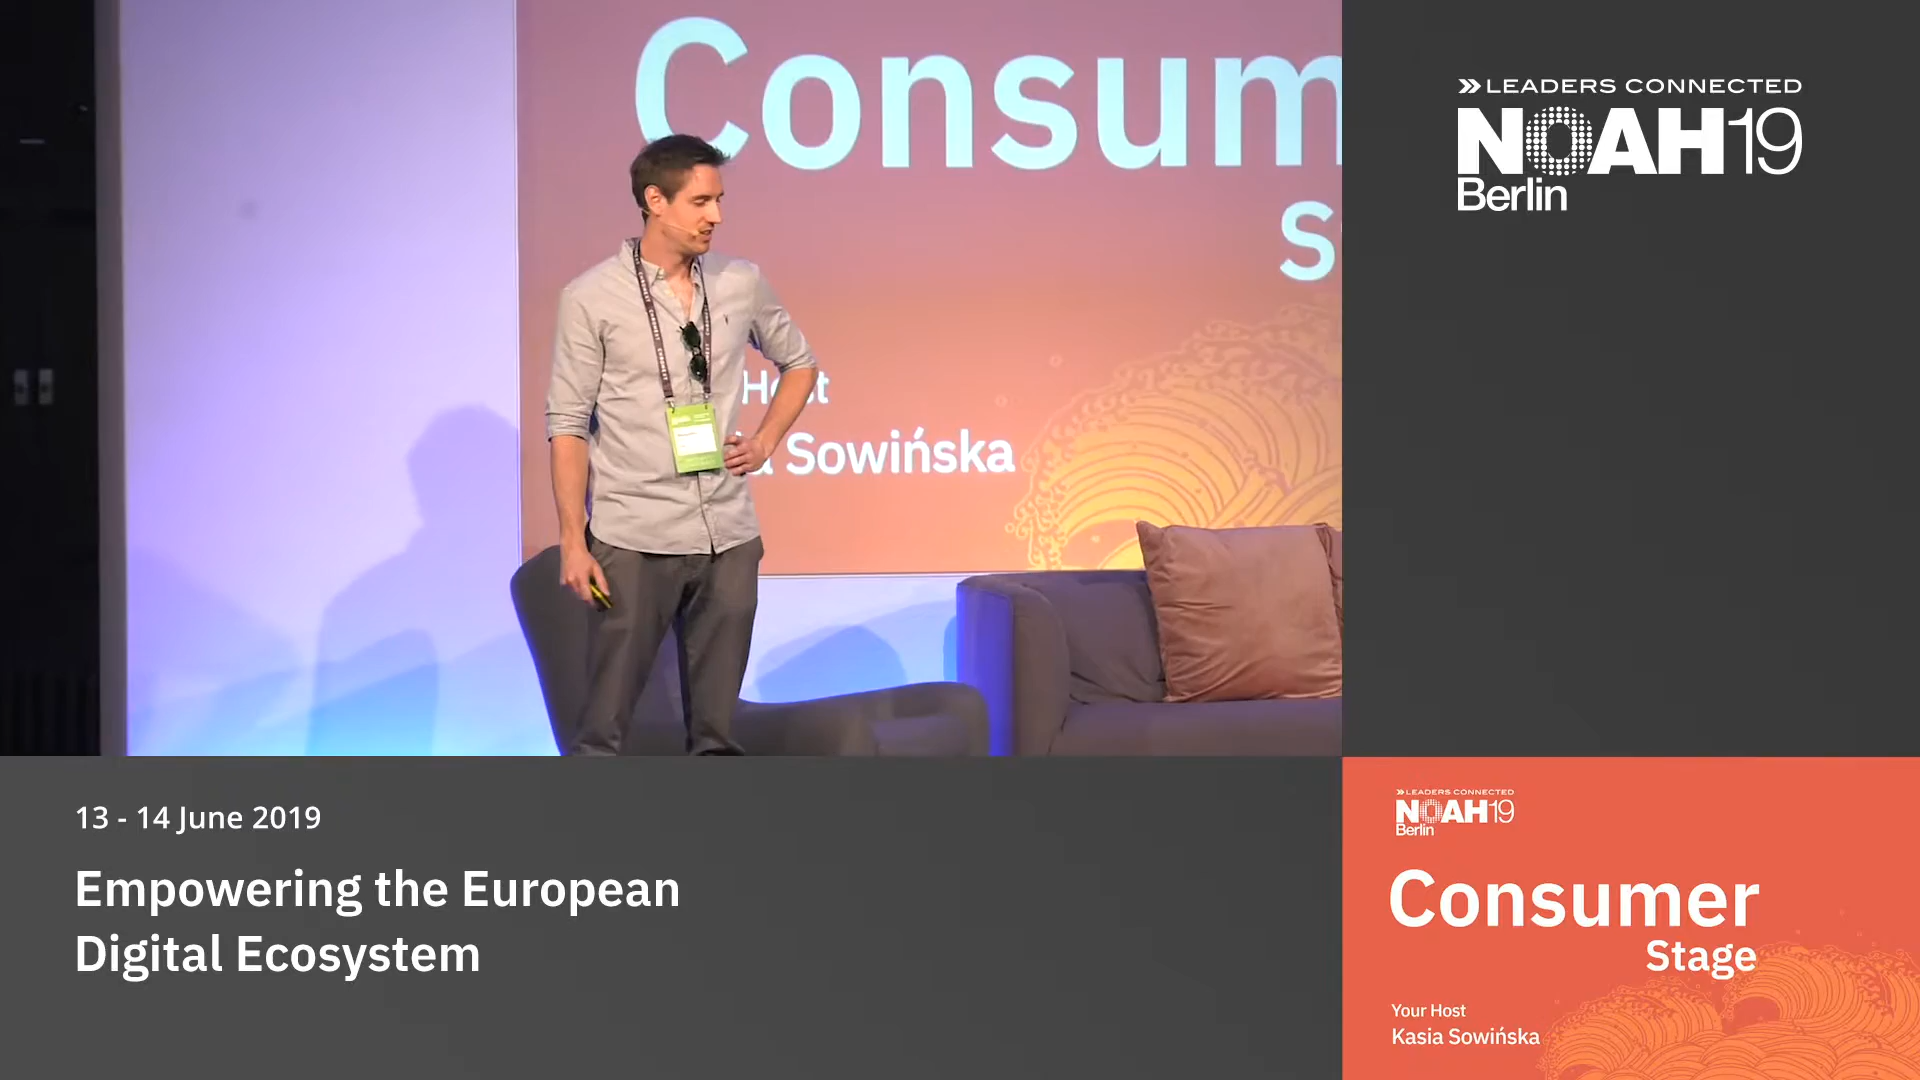 Consum
S
Host
a Sowińska
LEADERS CONNECTED
NOAH19
Berlin
13 - 14 June 2019
Empowering the European
Digital Ecosystem
LEADERS CONNECTED
NOAH19
Berlin
Consumer
Stage
Your Host
Kasia Sowińska